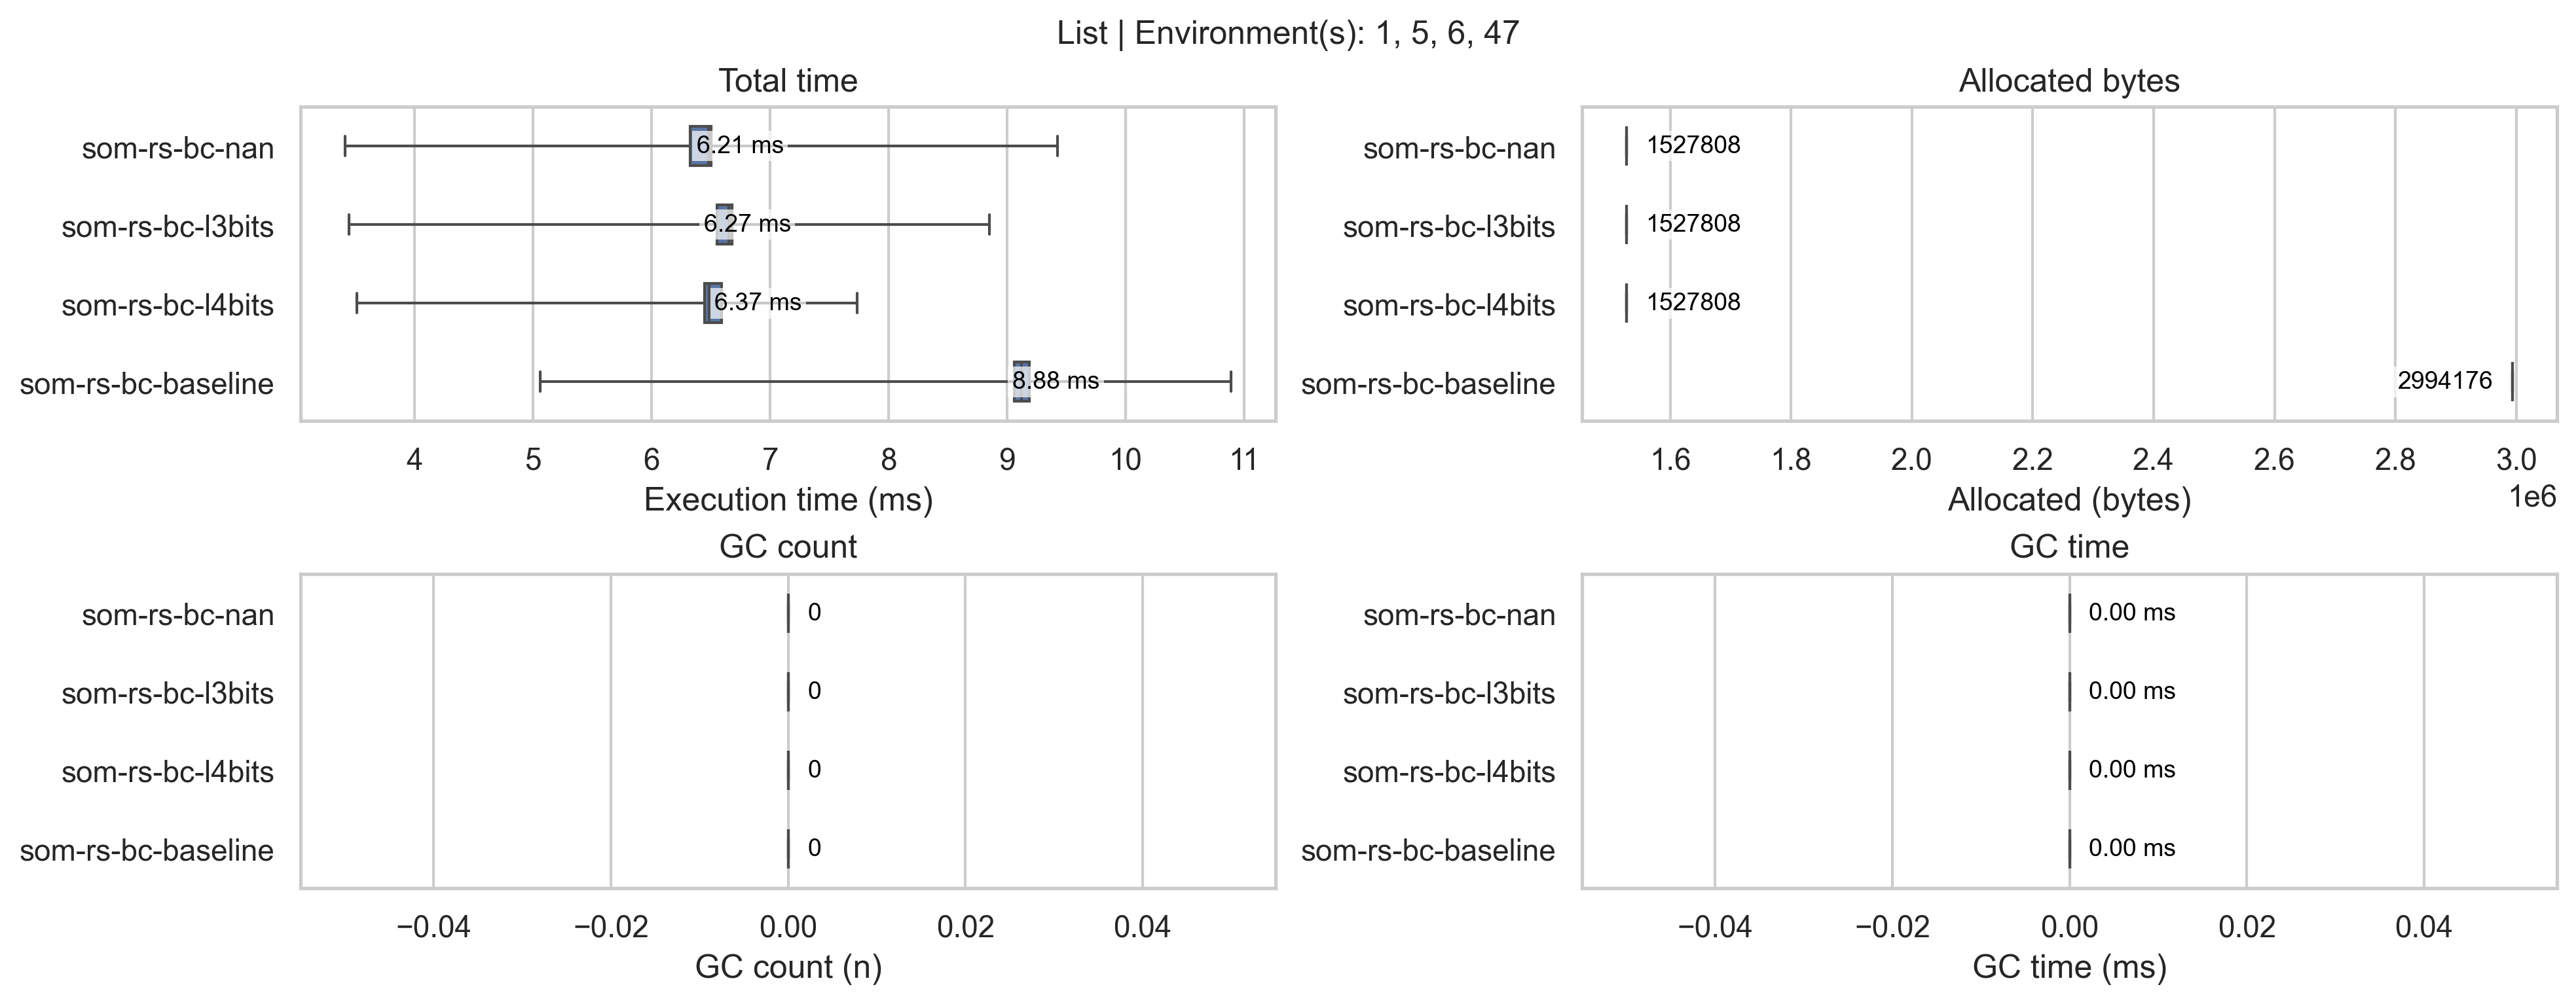 List | Environment(s): 1, 5, 6, 47
Total time
som-rs-bc-nan
6.21 ms
som-rs-bc-l3bits
6.27 ms
som-rs-bc-l4bits
6.37 ms
som-rs-bc-baseline
8.88 ms
4 5 6 7 8 9 10 11
Execution time (ms)
Allocated bytes
som-rs-bc-nan
1527808
som-rs-bc-l3bits
1527808
som-rs-bc-l4bits
1527808
som-rs-bc-baseline
2994176
1.6 1.8 2.0 2.2 2.4 2.6 2.8 3.0
1e6
Allocated (bytes)
GC count
som-rs-bc-nan
0
som-rs-bc-l3bits
0
som-rs-bc-l4bits
0
som-rs-bc-baseline
0
−0.04 −0.02 0.00 0.02 0.04
GC count (n)
GC time
som-rs-bc-nan
0.00 ms
som-rs-bc-l3bits
0.00 ms
som-rs-bc-l4bits
0.00 ms
som-rs-bc-baseline
0.00 ms
−0.04 −0.02 0.00 0.02 0.04
GC time (ms)